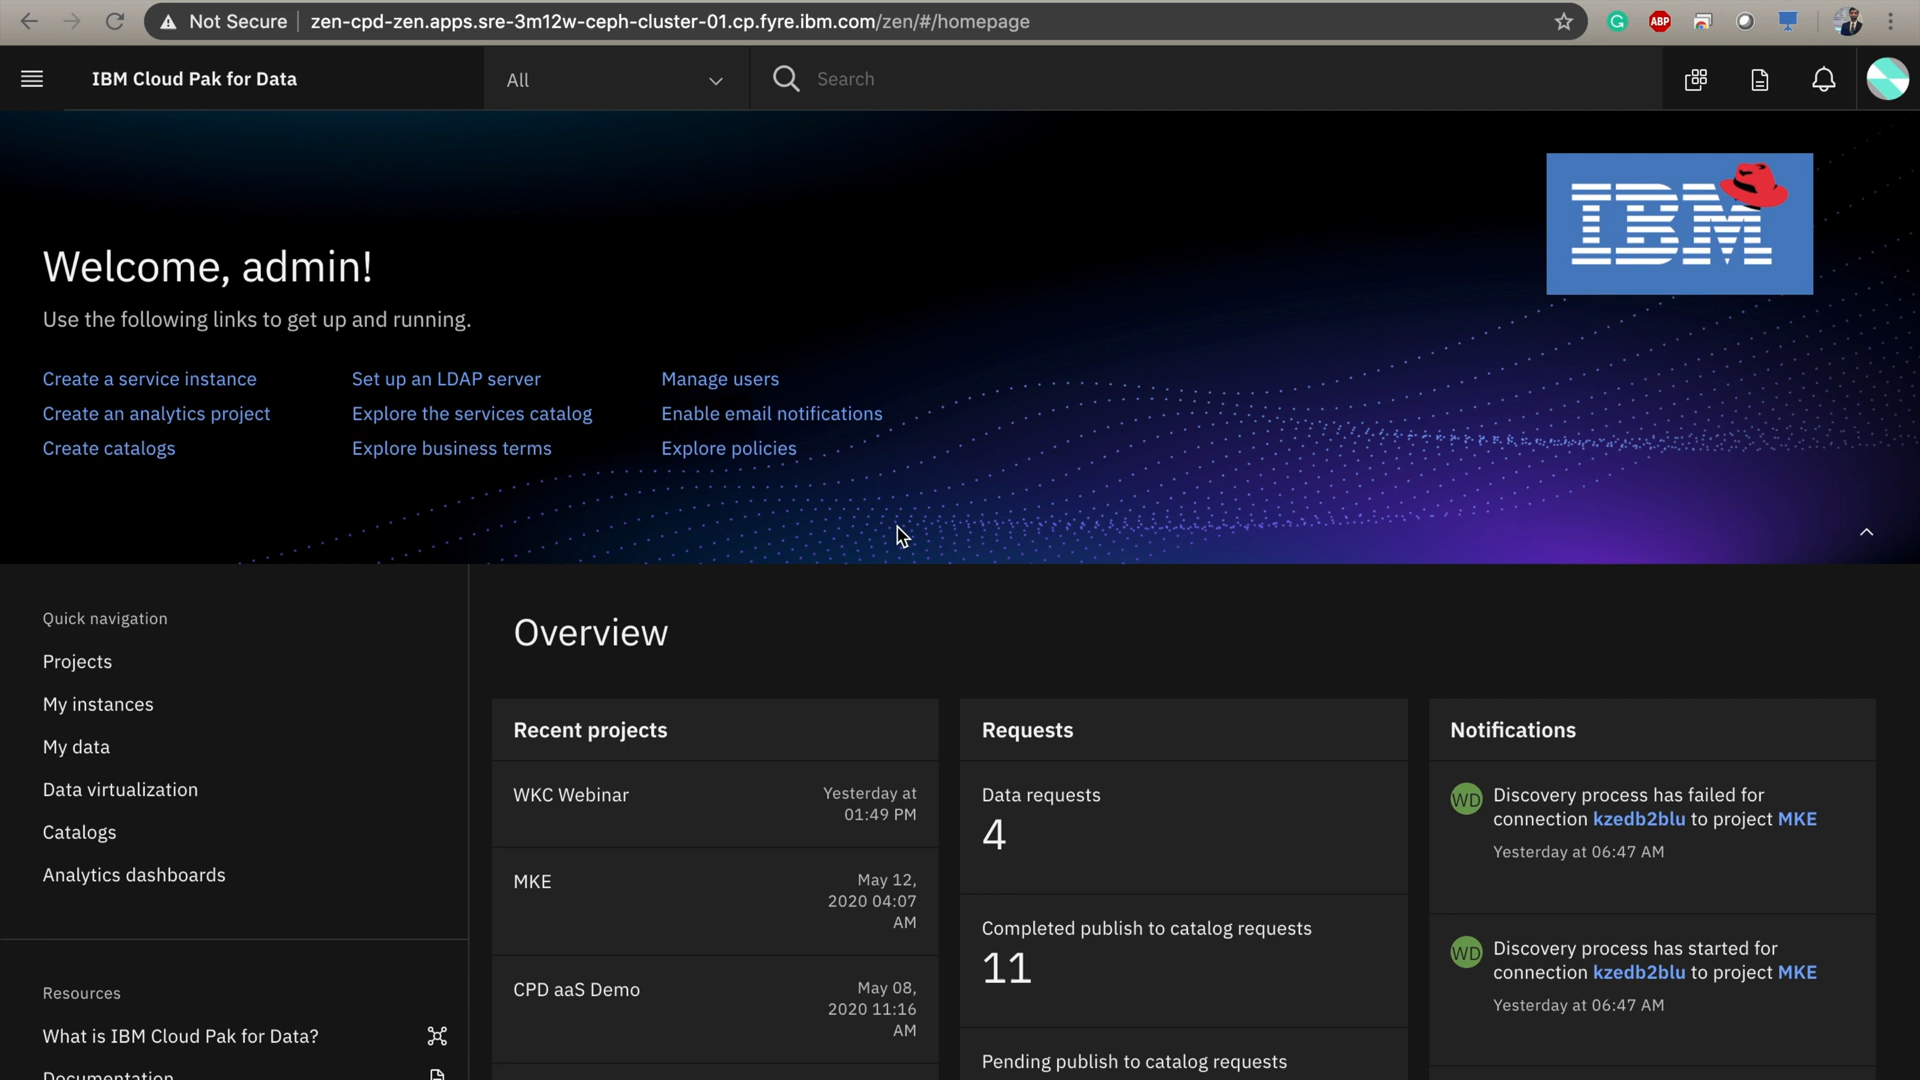 Not Secure zen-cpd-zen.apps.sre-3m12w-ceph-cluster-01.cp.fyre.ibm.com/zen/#/homepage
ABP
IBM Cloud Pak for Data
All
Search
IBM
Welcome, admin!
Use the following links to get up and running.
Create a service instance
Set up an LDAP server
Manage users
Create an analytics project
Explore the services catalog
Enable email notifications
Create catalogs
Explore business terms
Explore policies
Quick navigation
Projects
My instances
My data
Data virtualization
Catalogs
Analytics dashboards
Resources
What is IBM Cloud Pak for Data?
Documentation
Overview
Recent projects
WKC Webinar
Yesterday at
01:49 PM
MKE
May 12,
2020 04:07
AM
CPD aaS Demo
May 08,
2020 11:16
AM
Requests
Data requests
4
Completed publish to catalog requests
11
Pending publish to catalog requests
Notifications
WD
Discovery process has failed for
connection kzedb2blu to project MKE
Yesterday at 06:47 AM
WD
Discovery process has started for
connection kzedb2blu to project MKE
Yesterday at 06:47 AM